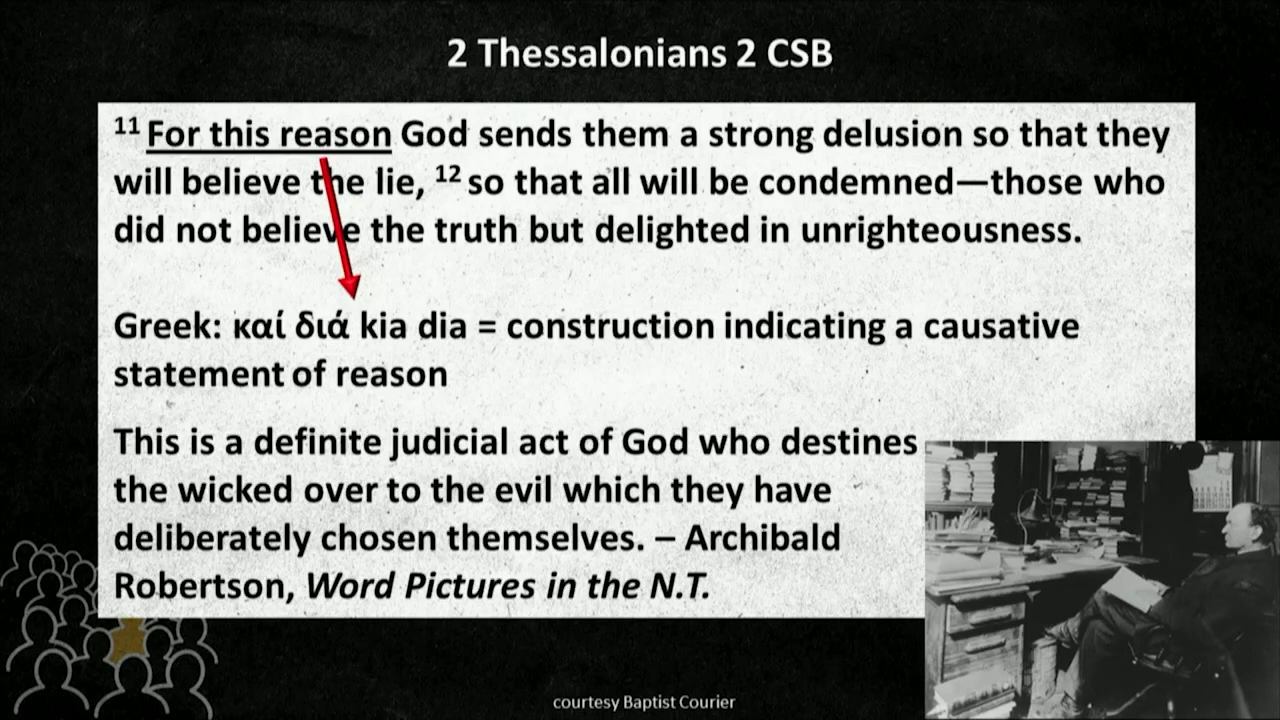 2 Thessalonians 2 CSB
11 For this reason God sends them a strong delusion so that they
will believe the lie, 12 so that all will be condemned—those who
did not believe the truth but delighted in unrighteousness.
Greek: καί διά kia dia = construction indicating a causative
statement of reason
This is a definite judicial act of God who destines
the wicked over to the evil which they have
deliberately chosen themselves. – Archibald
Robertson, Word Pictures in the N.T.
courtesy Baptist Courier